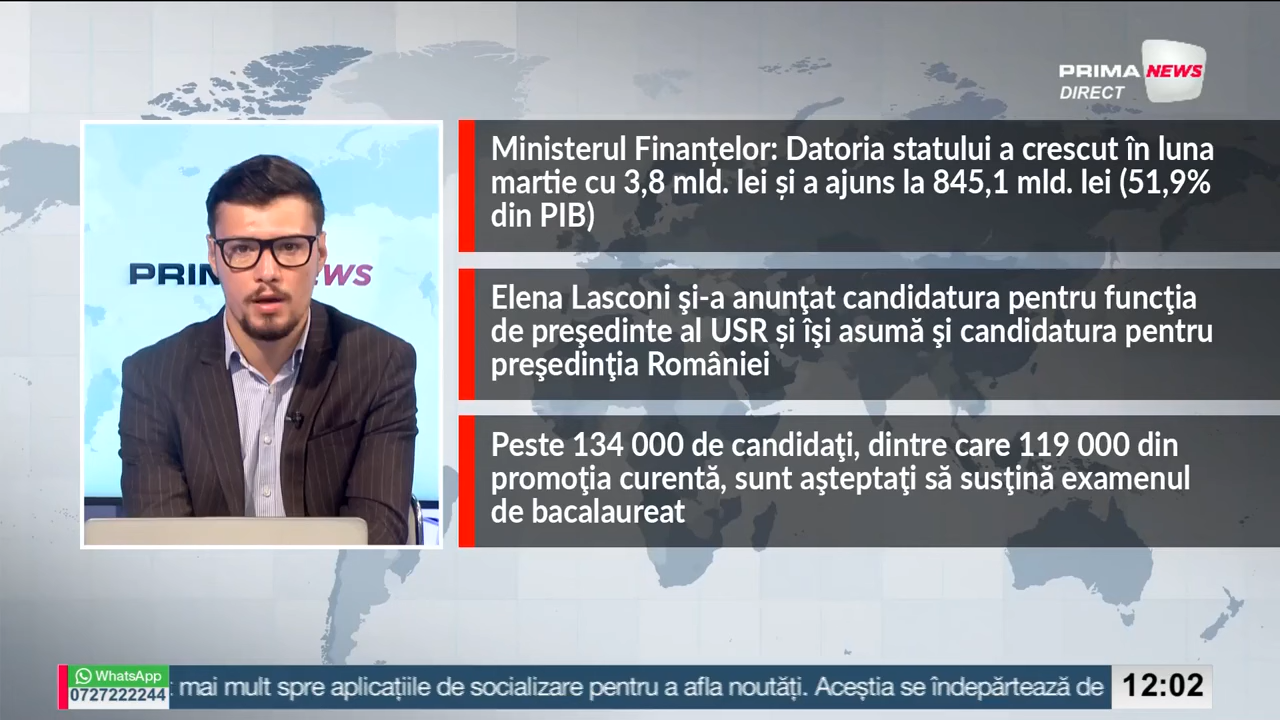 PRIMA NEWS
DIRECT
PRIM
EWS
Ministerul Finanțelor: Datoria statului a crescut în luna
martie cu 3,8 mld. lei și a ajuns la 845,1 mld. lei (51,9%
din PIB)
Elena Lasconi şi-a anunţat candidatura pentru funcţia
de preşedinte al USR și îşi asumă şi candidatura pentru
preşedinţia României
Peste 134 000 de candidaţi, dintre care 119 000 din
promoţia curentă, sunt aşteptaţi să susţină examenul
de bacalaureat
WhatsApp
0727222244
mai mult spre aplicațiile de socializare pentru a afla noutăți. Aceștia se îndepărtează de
12:02